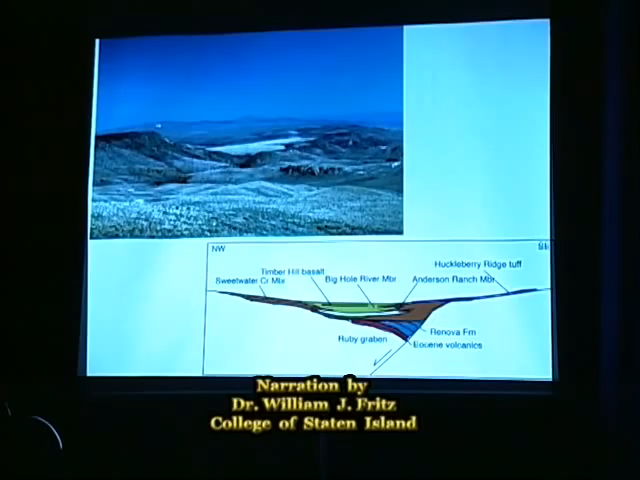 NW
Timber Hill basalt
Huckleberry Ridge tuff
Sweetwater Cr Mbr
Big Hole River Mbr
Anderson Ranch Mbr
Renova Fm
Ruby graben
Eocene volcanics
Narration by
Dr. William J. Fritz
College of Staten Island